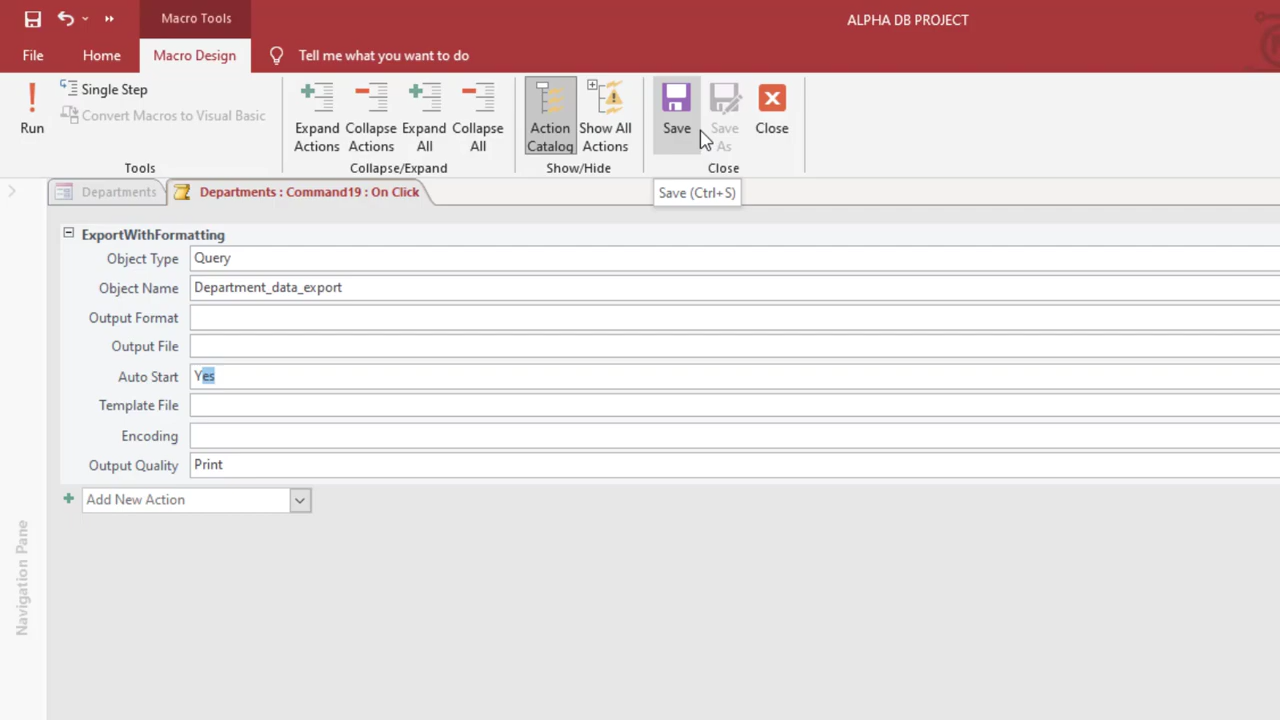 Macro Tools
ALPHA DB PROJECT
File
Home
Macro Design
Tell me what you want to do
Run
Single Step
Convert Macros to Visual Basic
Tools
Expand Actions
Collapse Actions
Expand All
Collapse All
Collapse/Expand
Action Catalog
Show All Actions
Show/Hide
Save
Save As
Close
Close
Save (Ctrl+S)
Departments
Departments : Command19 : On Click
ExportWithFormatting
Object Type Query
Object Name Department_data_export
Output Format
Output File
Auto Start Yes
Template File
Encoding
Output Quality Print
Add New Action
Navigation Pane